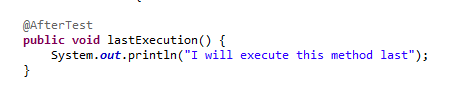 @AfterTest
public void lastExecution() {
    System.out.println("I will execute this method last");
}